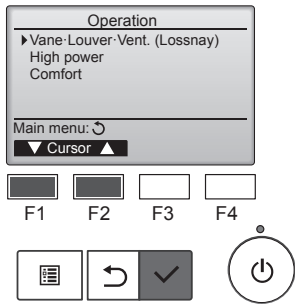 Operation
Vane·Louver·Vent. (Lossnay)
High power
Comfort
Main menu:
Cursor
F1 F2 F3 F4